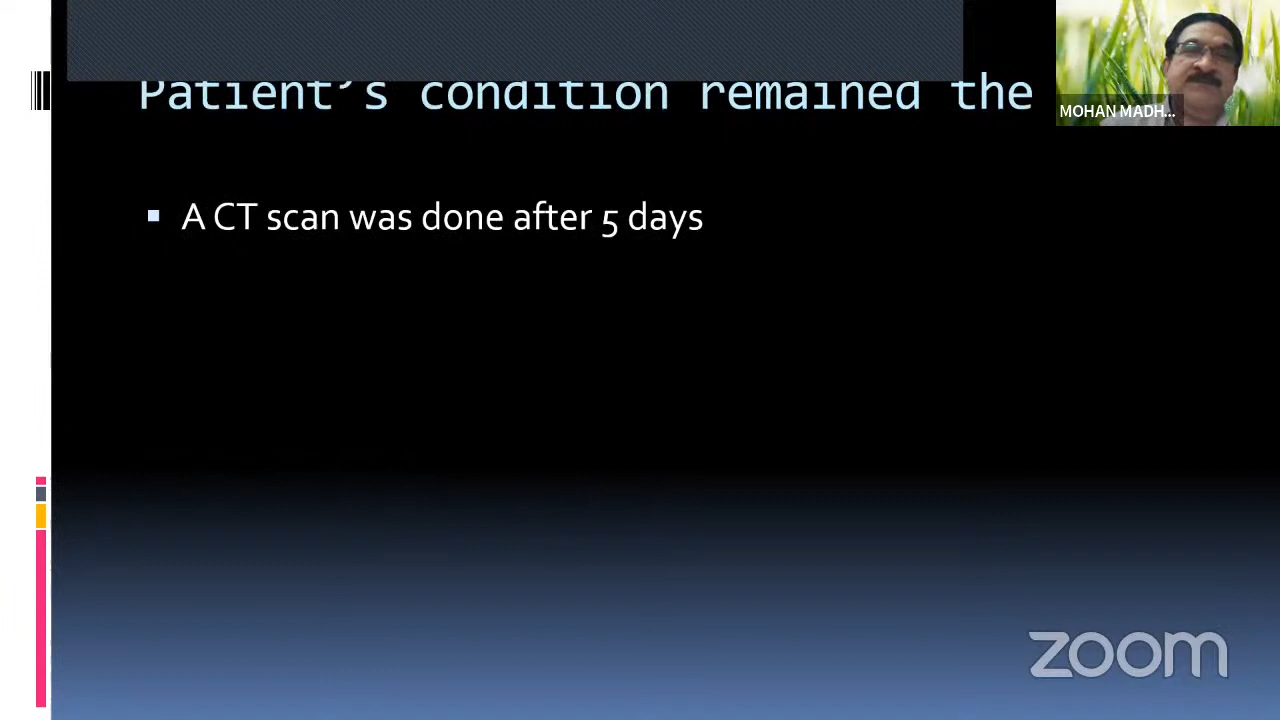 Patient’s condition remained the
MOHAN MADH...
A CT scan was done after 5 days
zoom